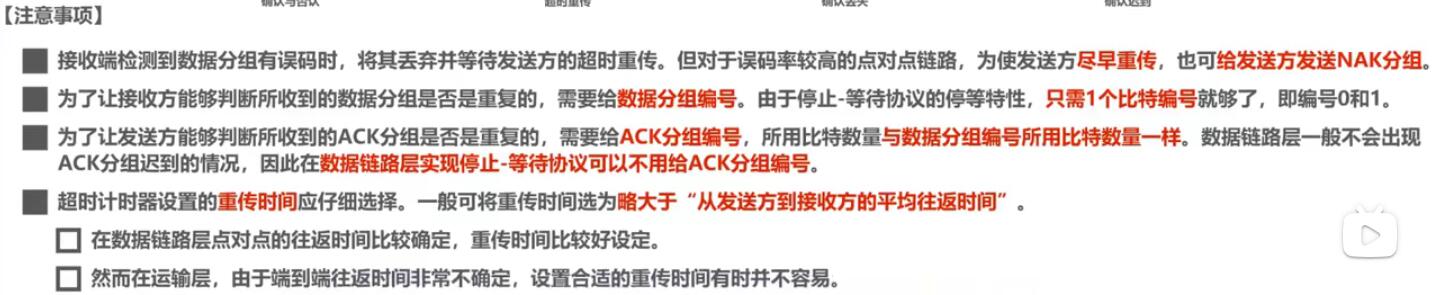 确认与否认 超时重传 确认丢失 确认迟到
【注意事项】
接收端检测到数据分组有误码时，将其丢弃并等待发送方的超时重传。但对于误码率较高的点对点链路，为使发送方尽早重传，也可给发送方发送NAK分组。
为了让接收方能够判断所收到的数据分组是否是重复的，需要给数据分组编号。由于停止-等待协议的停等特性，只需1个比特编号就够了，即编号0和1。
为了让发送方能够判断所收到的ACK分组是否是重复的，需要给ACK分组编号，所用比特数量与数据分组编号所用比特数量一样。数据链路层一般不会出现
ACK分组迟到的情况，因此在数据链路层实现停止-等待协议可以不用给ACK分组编号。
超时计时器设置的重传时间应仔细选择。一般可将重传时间选为略大于“从发送方到接收方的平均往返时间”。
在数据链路层点对点的往返时间比较确定，重传时间比较好设定。
然而在运输层，由于端到端往返时间非常不确定，设置合适的重传时间有时并不容易。